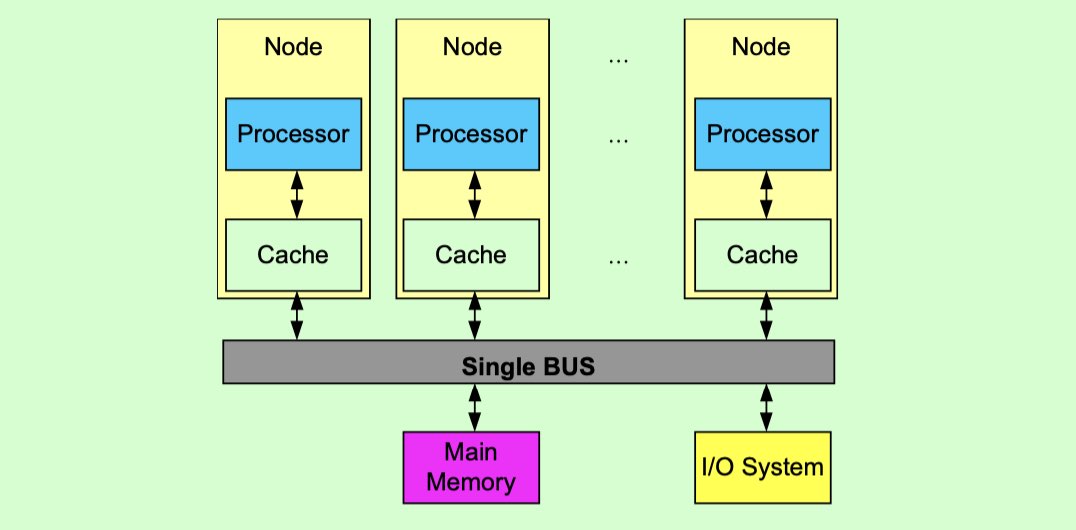 Node
Node
...
Node
Processor
Processor
...
Processor
Cache
Cache
...
Cache
Single BUS
Main
Memory
I/O System